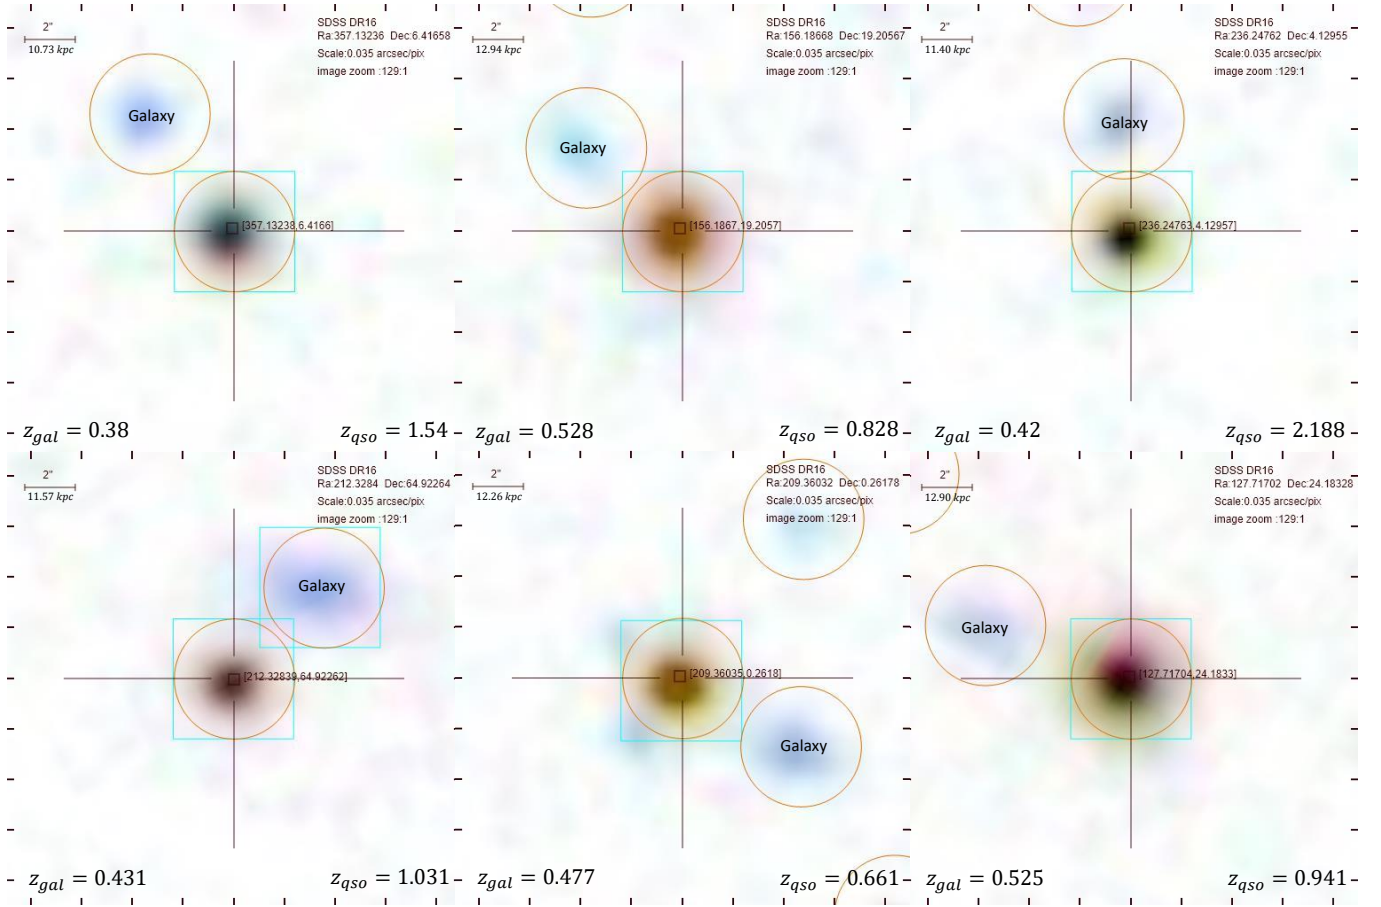 2"
10.73 kpc
SDSS DR16
Ra:357.13236 Dec:6.41658
Scale:0.035 arcsec/pix
image zoom :129:1
Galaxy
[357.13238,6.4166]
z_gal = 0.38
z_qso = 1.54
2"
12.94 kpc
SDSS DR16
Ra:156.18668 Dec:19.20567
Scale:0.035 arcsec/pix
image zoom :129:1
Galaxy
[156.1867,19.2057]
z_gal = 0.528
z_qso = 0.828
2"
11.40 kpc
SDSS DR16
Ra:236.24762 Dec:4.12955
Scale:0.035 arcsec/pix
image zoom :129:1
Galaxy
[236.24763,4.12957]
z_gal = 0.42
z_qso = 2.188
2"
11.57 kpc
SDSS DR16
Ra:212.3284 Dec:64.92264
Scale:0.035 arcsec/pix
image zoom :129:1
Galaxy
[212.32839,64.92262]
z_gal = 0.431
z_qso = 1.031
2"
12.26 kpc
SDSS DR16
Ra:209.36032 Dec:0.26178
Scale:0.035 arcsec/pix
image zoom :129:1
[209.36035,0.2618]
Galaxy
z_gal = 0.477
z_qso = 0.661
2"
12.90 kpc
SDSS DR16
Ra:127.71702 Dec:24.18328
Scale:0.035 arcsec/pix
image zoom :129:1
Galaxy
[127.71704,24.1833]
z_gal = 0.525
z_qso = 0.941